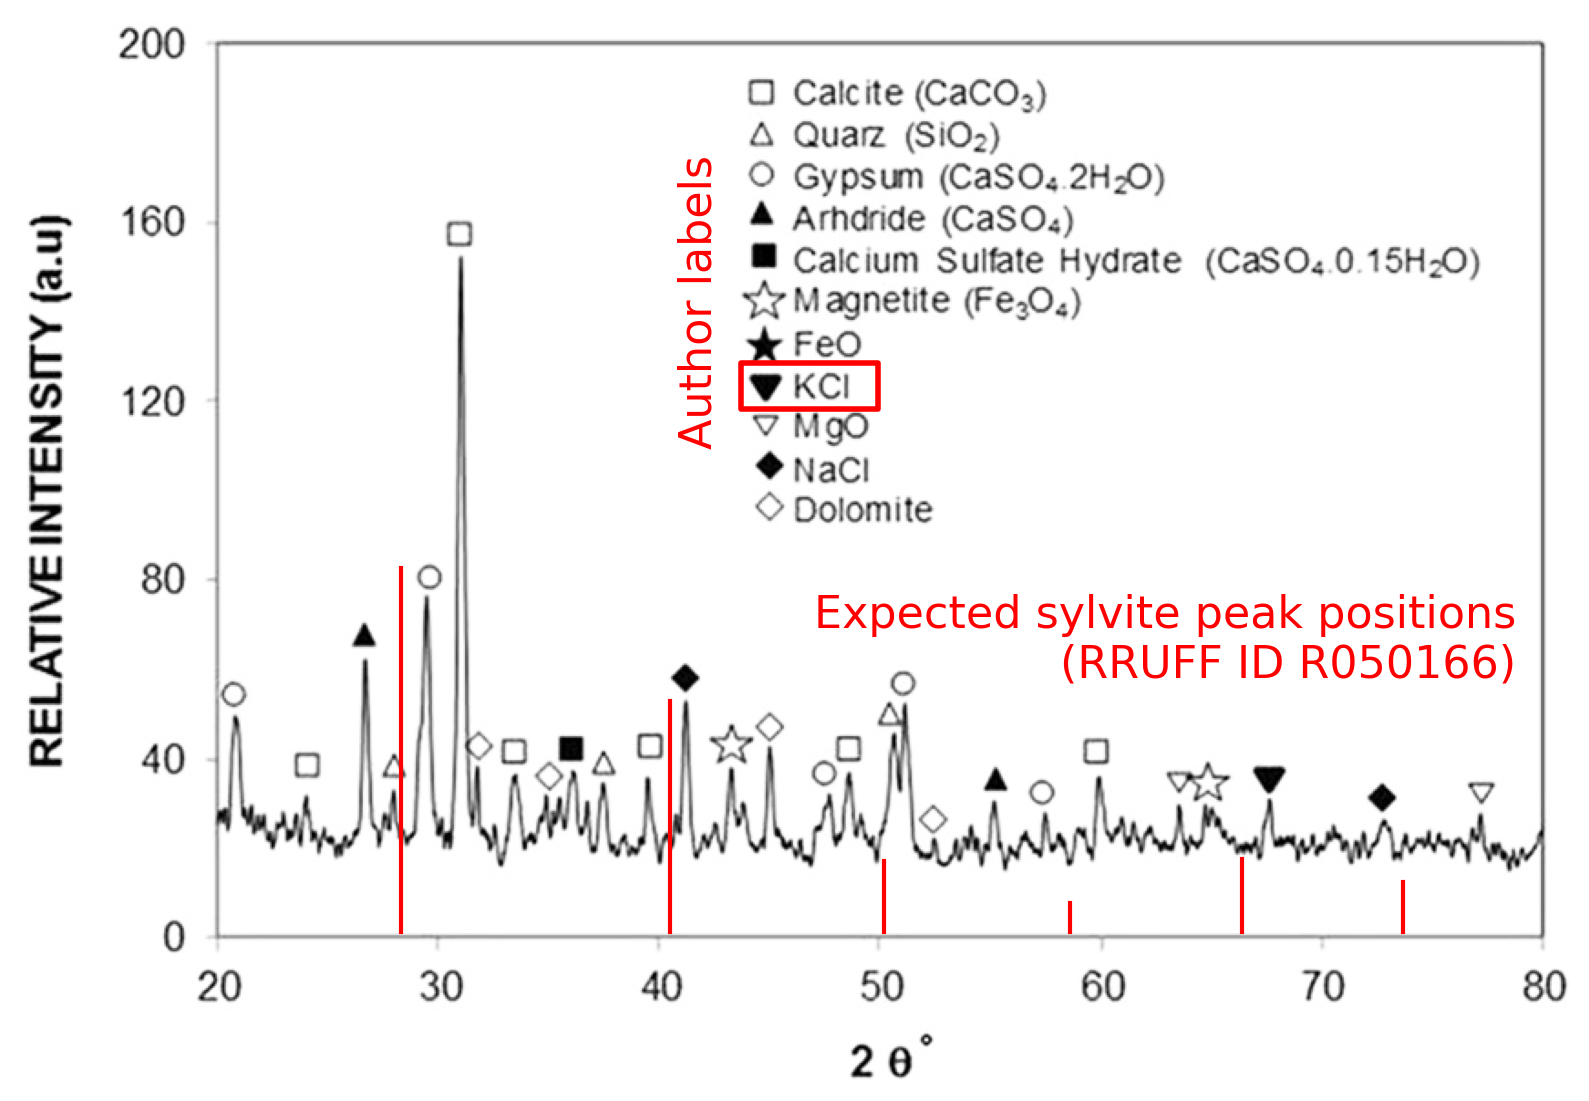 200
160
120
80
40
0
RELATIVE INTENSITY (a.u)
Author labels
Calcite (CaCO₃)
Quarz (SiO₂)
Gypsum (CaSO₄.2H₂O)
Arhdride (CaSO₄)
Calcium Sulfate Hydrate (CaSO₄.0.15H₂O)
Magnetite (Fe₃O₄)
FeO
KCl
MgO
NaCl
Dolomite
Expected sylvite peak positions
(RRUFF ID R050166)
20 30 40 50 60 70 80
2 θ°